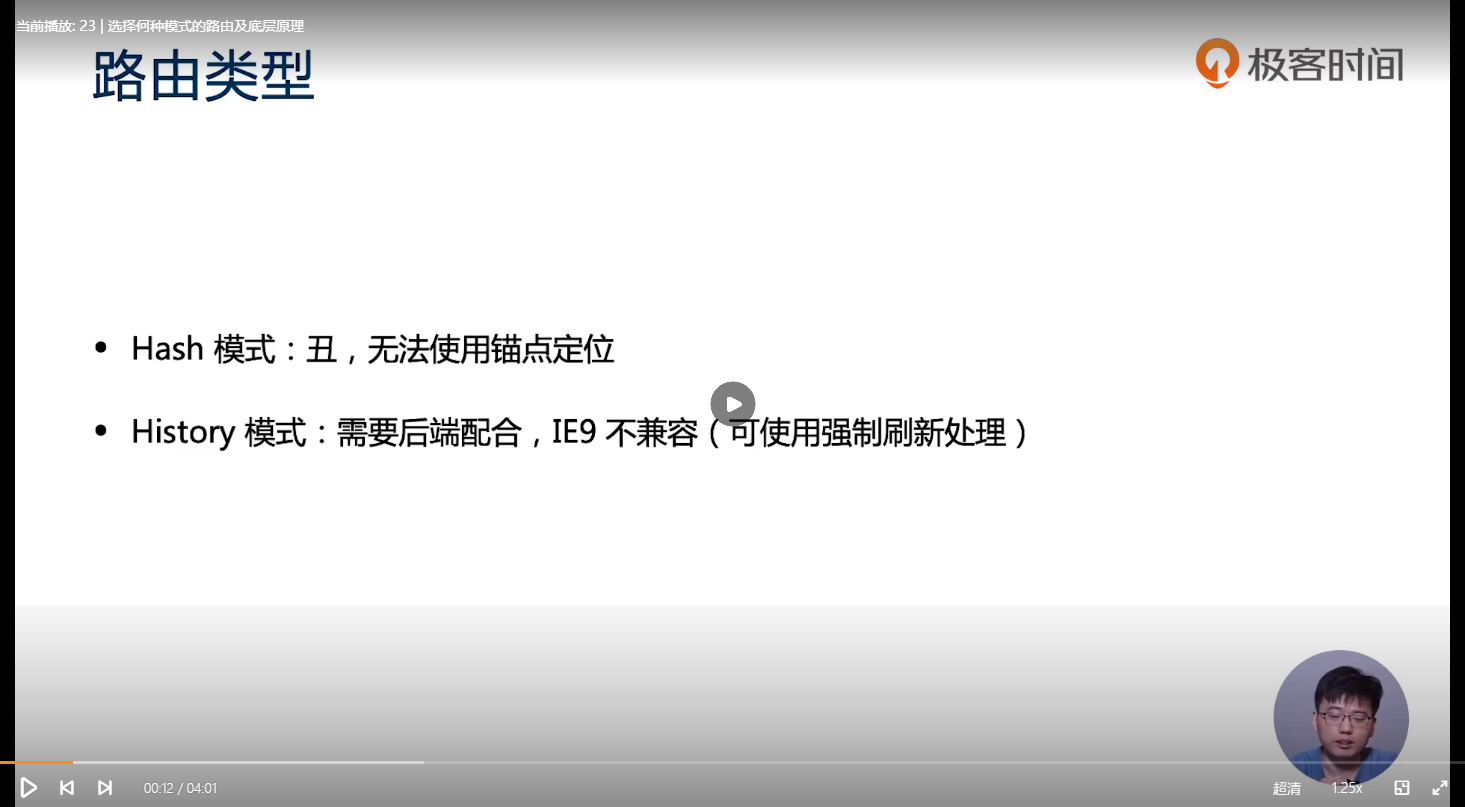 当前播放: 23 | 选择何种模式的路由及底层原理
路由类型
极客时间
• Hash 模式：丑，无法使用锚点定位
• History 模式：需要后端配合，IE9 不兼容（可使用强制刷新处理）
00:12 / 04:01
超清
1.25x